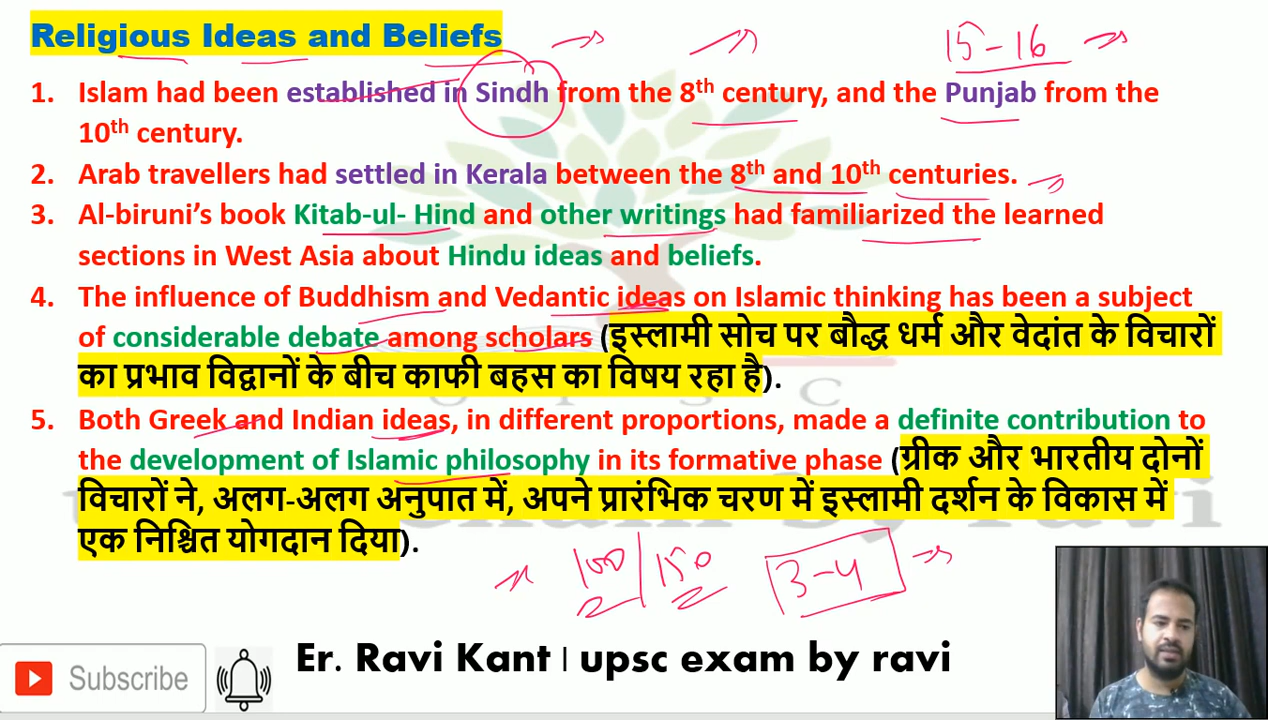 Religious Ideas and Beliefs
15-16
1. Islam had been established in Sindh from the 8th century, and the Punjab from the
10th century.
2. Arab travellers had settled in Kerala between the 8th and 10th centuries.
3. Al-biruni's book Kitab-ul- Hind and other writings had familiarized the learned
sections in West Asia about Hindu ideas and beliefs.
4. The influence of Buddhism and Vedantic ideas on Islamic thinking has been a subject
of considerable debate among scholars (इस्लामी सोच पर बौद्ध धर्म और वेदांत के विचारों
का प्रभाव विद्वानों के बीच काफी बहस का विषय रहा है).
5. Both Greek and Indian ideas, in different proportions, made a definite contribution to
the development of Islamic philosophy in its formative phase (ग्रीक और भारतीय दोनों
विचारों ने, अलग-अलग अनुपात में, अपने प्रारंभिक चरण में इस्लामी दर्शन के विकास में
एक निश्चित योगदान दिया).
100 150 3-4
Er. Ravi Kant | upsc exam by ravi
Subscribe